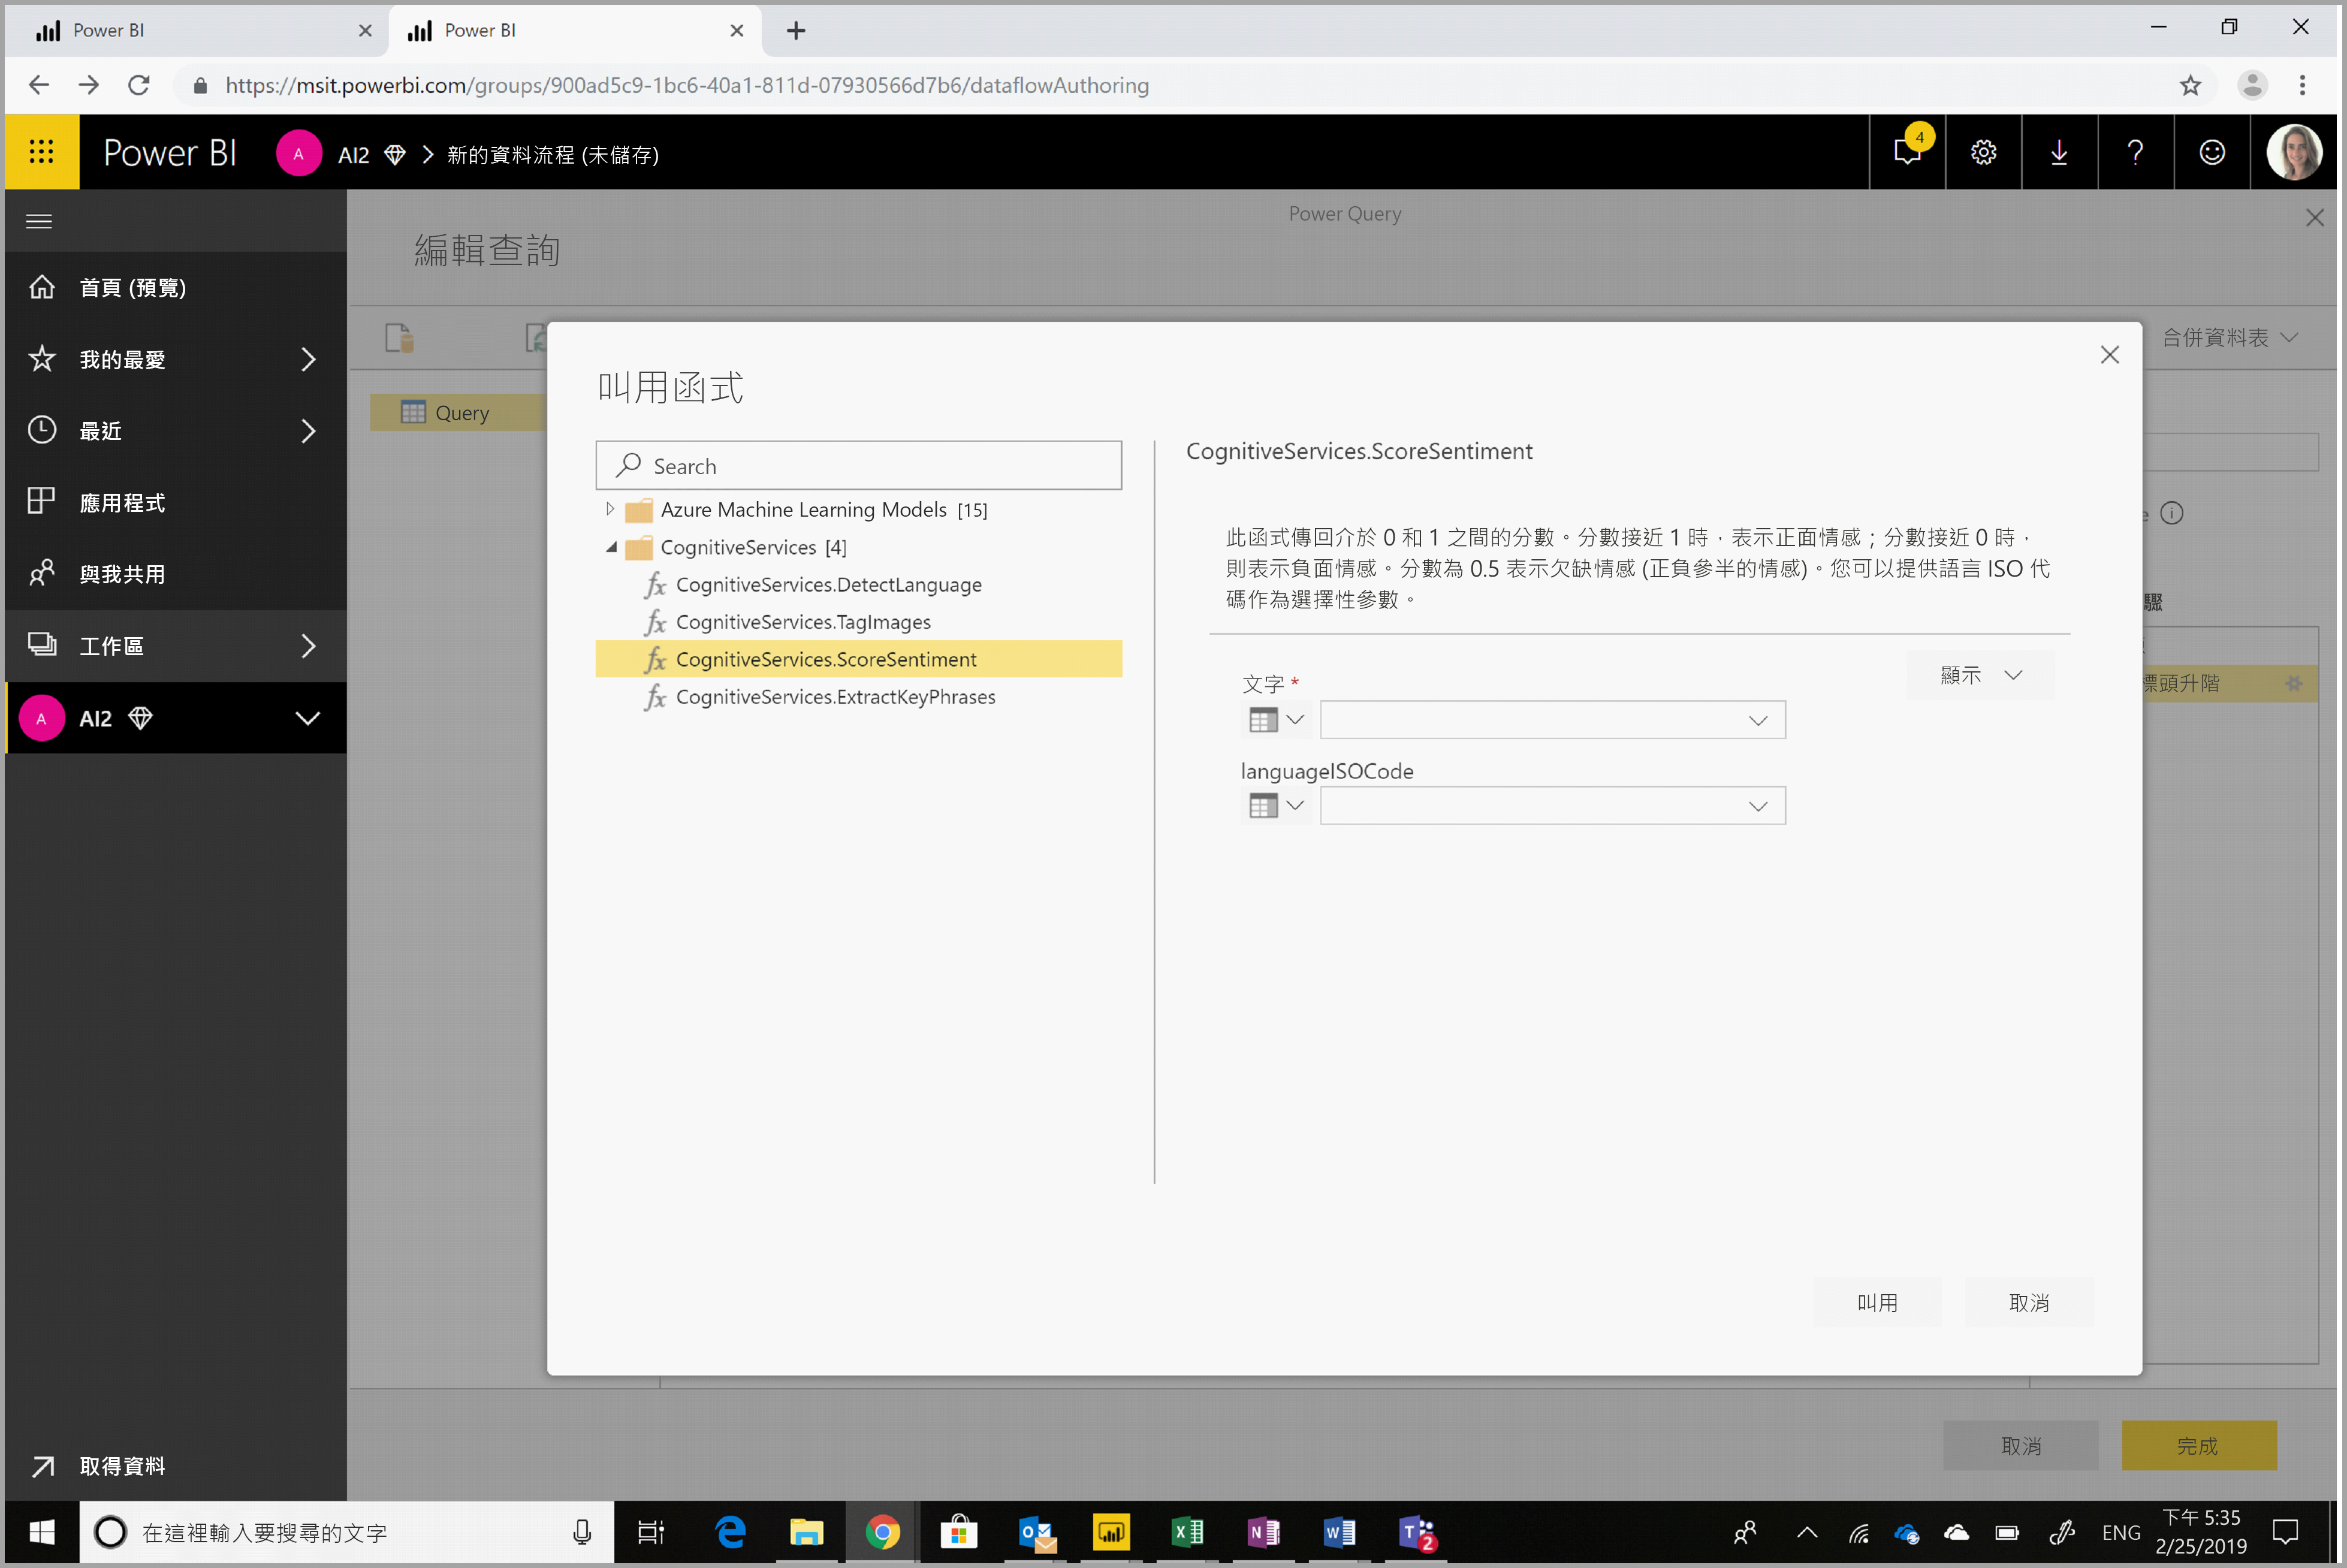 Power BI
Power BI
https://msit.powerbi.com/groups/900ad5c9-1bc6-40a1-811d-07930566d7b6/dataflowAuthoring
Power BI
A
AI2
新的資料流程 (未儲存)
4
?
Power Query
編輯查詢
首頁 (預覽)
我的最愛
最近
應用程式
與我共用
工作區
A
AI2
取得資料
合併資料表
Query
叫用函式
Search
Azure Machine Learning Models [15]
CognitiveServices [4]
fx CognitiveServices.DetectLanguage
fx CognitiveServices.TagImages
fx CognitiveServices.ScoreSentiment
fx CognitiveServices.ExtractKeyPhrases
CognitiveServices.ScoreSentiment
此函式傳回介於 0 和 1 之間的分數。分數接近 1 時，表示正面情感；分數接近 0 時，
則表示負面情感。分數為 0.5 表示欠缺情感 (正負參半的情感)。您可以提供語言 ISO 代
碼作為選擇性參數。
顯示
文字 *
languageISOCode
叫用
取消
驟
標頭升階
取消
完成
在這裡輸入要搜尋的文字
2
ENG
下午 5:35
2/25/2019